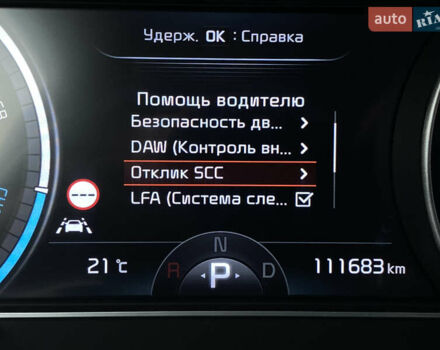 auto RIA
Удерж. OK : Справка
Помощь водителю
Безопасность дв...
DAW (Контроль вн...
Отклик SCC
LFA (Система сле...
21 °C
R N D
P
111683 km